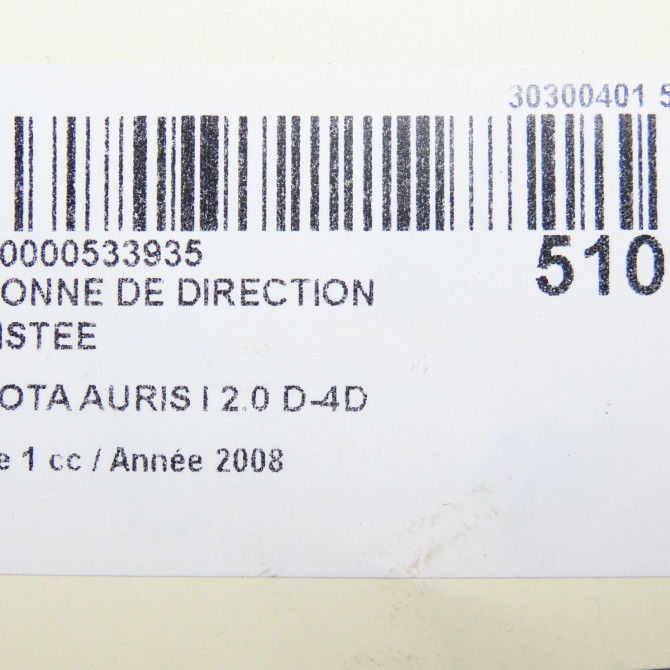 30300401 5
0000533935
510
ONNE DE DIRECTION
ISTEE
OTA AURIS I 2.0 D-4D
e 1 cc / Année 2008